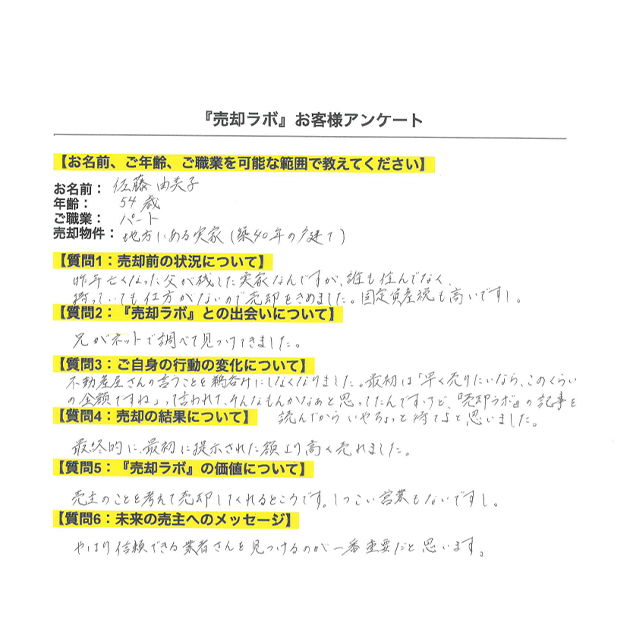 『売却ラボ』お客様アンケート
【お名前、ご年齢、ご職業を可能な範囲で教えてください】
お名前： 佐藤 由美子
年齢： 54歳
ご職業： パート
売却物件： 地方にある実家（築40年の戸建て）
【質問1：売却前の状況について】
昨年亡くなった父が残した実家なんですが、誰も住んでなく、
持っていても仕方がないので売却をきめました。固定資産税も高いですし。
【質問2：『売却ラボ』との出会いについて】
兄がネットで調べて見つけてきました。
【質問3：ご自身の行動の変化について】
不動産屋さんの言うことを鵜呑みにしなくなりました。最初は「早く売りたいなら、このくらい
の金額ですね」って言われて、そんなもんかなあと思ってたんですけど、『売却ラボ』の記事を
【質問4：売却の結果について】 読んでから いやちょっと待てよと思いました。
最終的に、最初に提示された額より高く売れました。
【質問5：『売却ラボ』の価値について】
売主のことを考えて売却してくれるところです。しつこい営業もないですし。
【質問6：未来の売主へのメッセージ】
やはり信頼できる業者さんを見つけるのが一番重要だと思います。